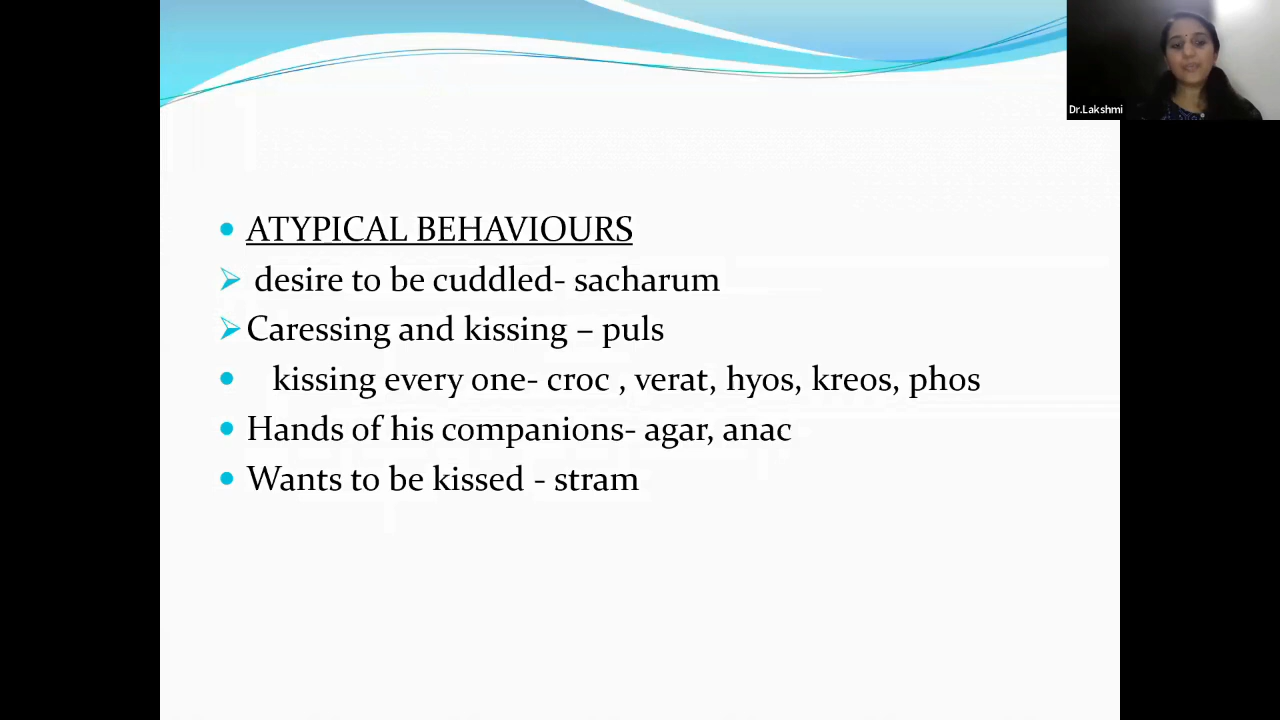 Dr.Lakshmi
ATYPICAL BEHAVIOURS
desire to be cuddled- sacharum
Caressing and kissing – puls
kissing every one- croc , verat, hyos, kreos, phos
Hands of his companions- agar, anac
Wants to be kissed - stram